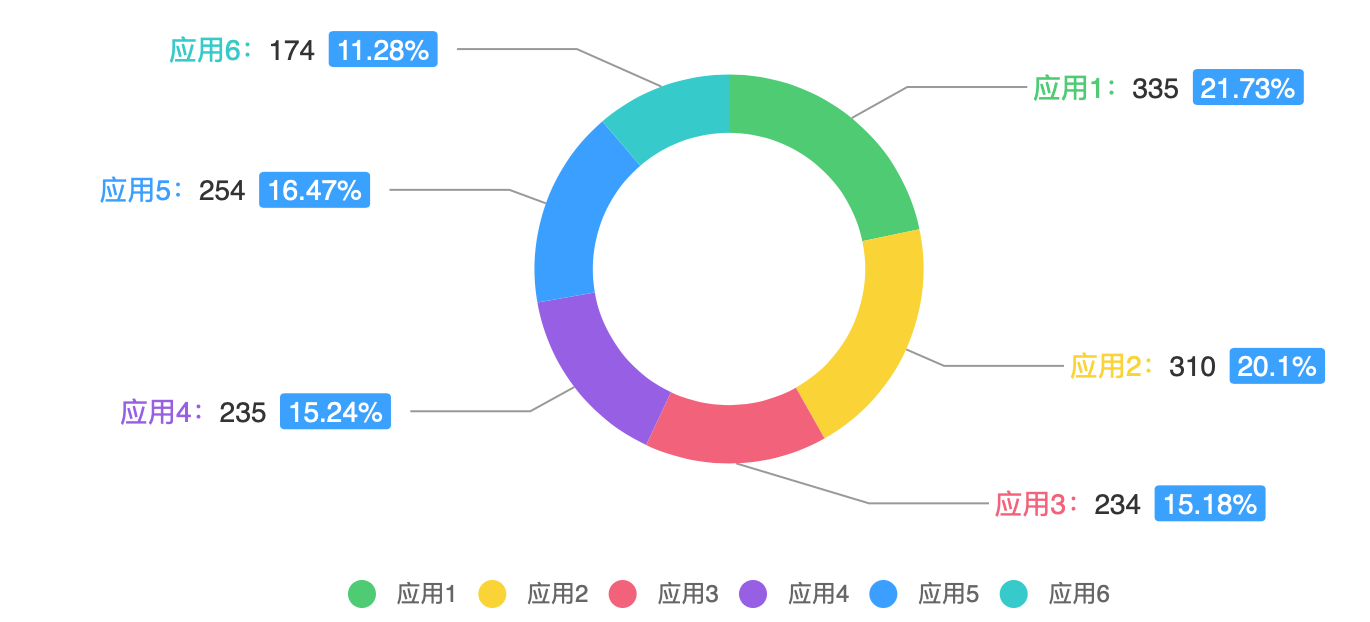 应用6：174 11.28%
应用1：335 21.73%
应用5：254 16.47%
应用2：310 20.1%
应用4：235 15.24%
应用3：234 15.18%
应用1 应用2 应用3 应用4 应用5 应用6